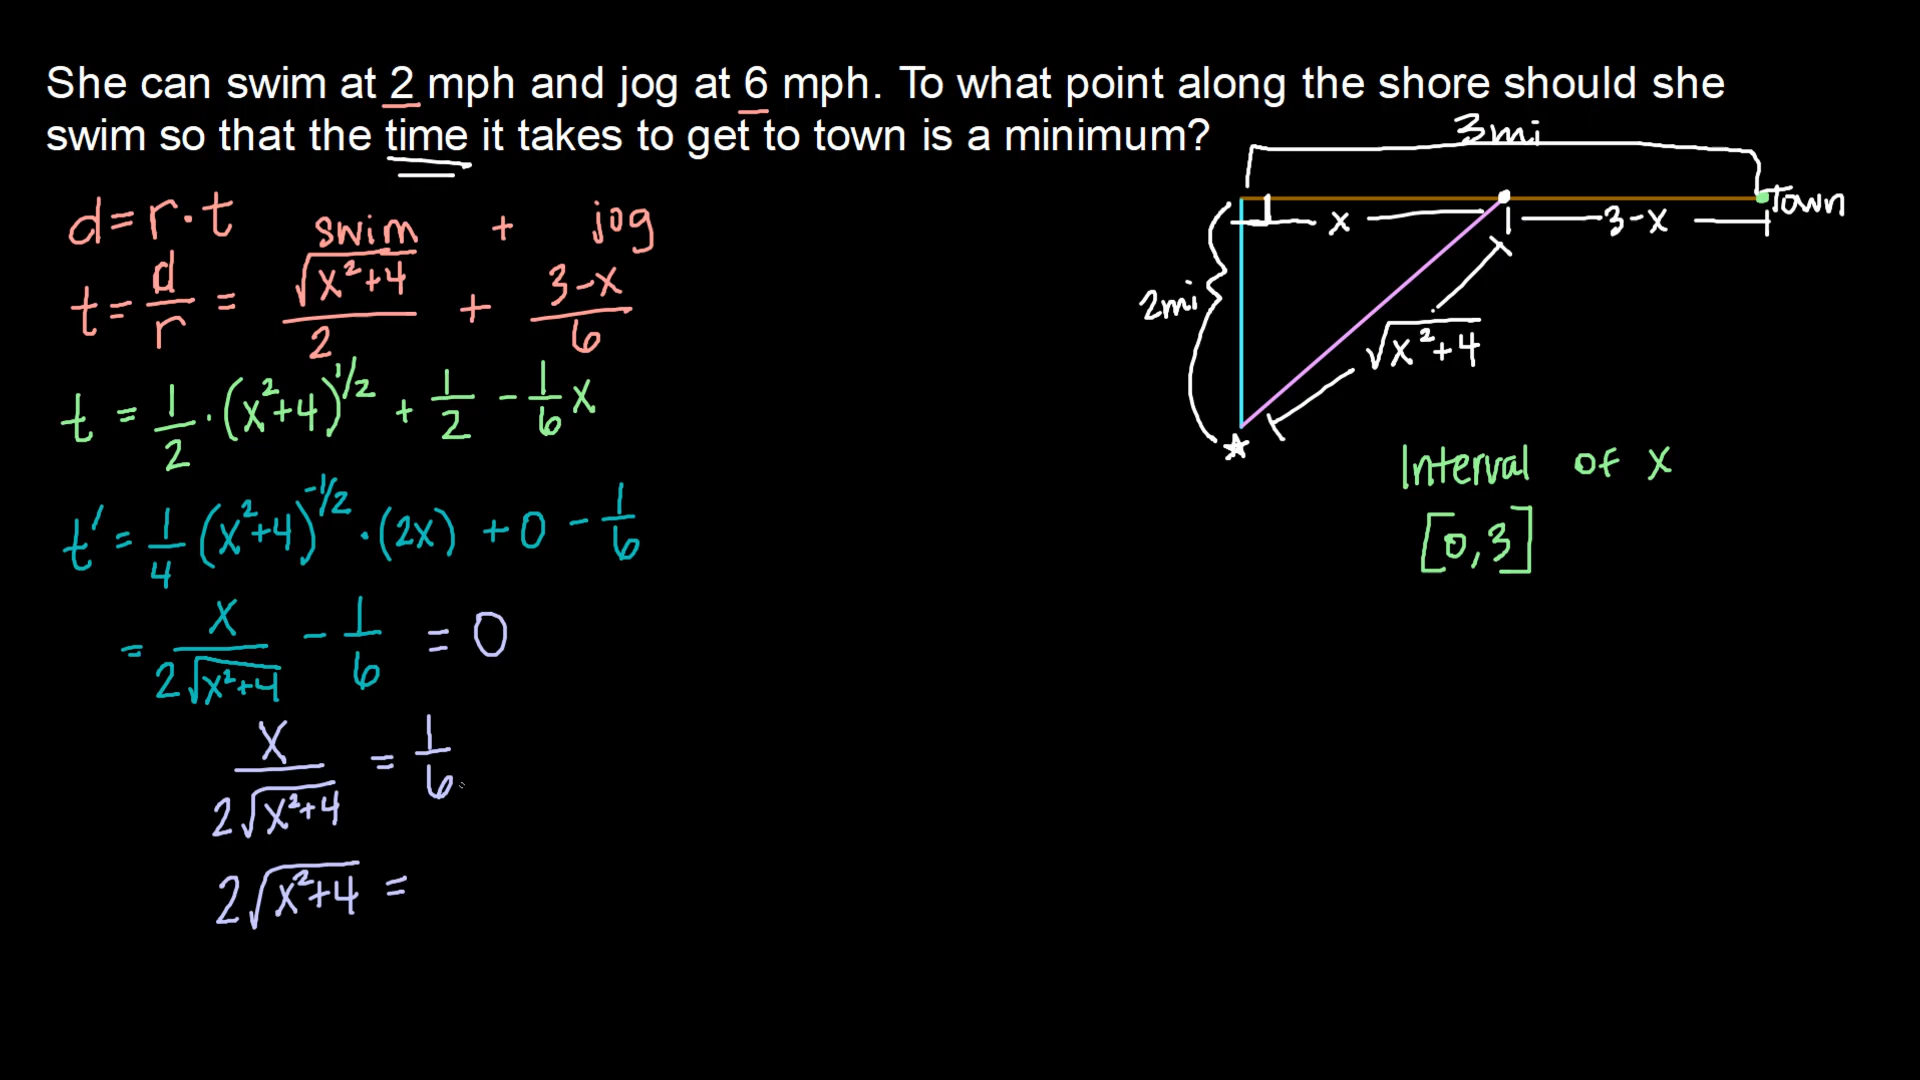 She can swim at 2 mph and jog at 6 mph. To what point along the shore should she
swim so that the time it takes to get to town is a minimum?
3mi
Town
x
3-x
2mi
√(x²+4)
Interval of x
[0,3]
d=r·t
swim + jog
t = d/r = √(x²+4)/2 + (3-x)/6
t = 1/2·(x²+4)^1/2 + 1/2 - 1/6x
t' = 1/4(x²+4)^-1/2·(2x) + 0 - 1/6
= x/(2√(x²+4)) - 1/6 = 0
x/(2√(x²+4)) = 1/6
2√(x²+4) =